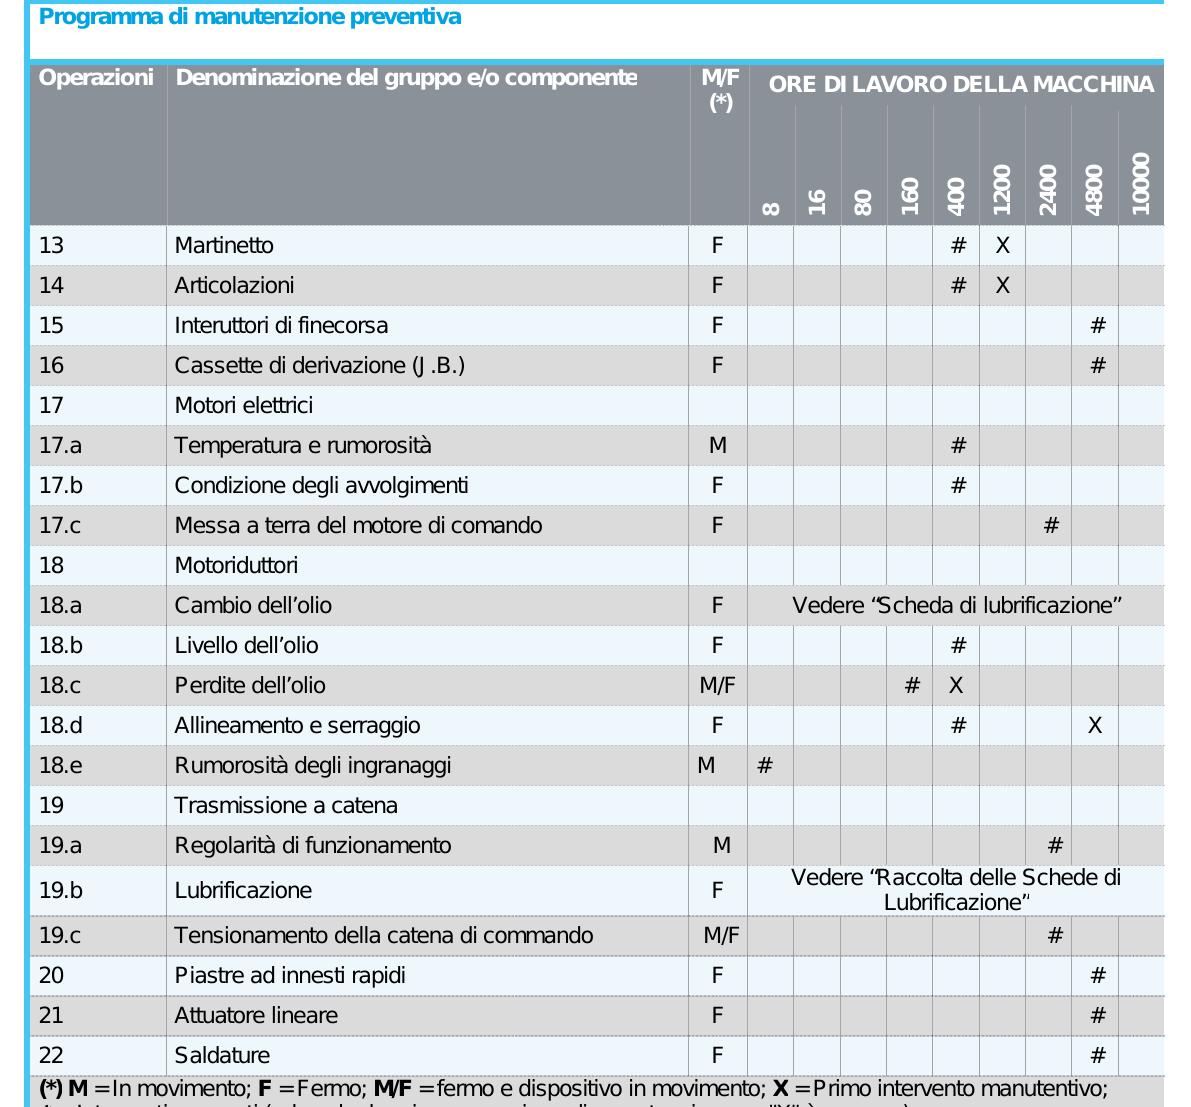 Programma di manutenzione preventiva
Operazioni Denominazione del gruppo e/o componente M/F (*) ORE DI LAVORO DELLA MACCHINA
8 16 80 160 400 1200 2400 4800 10000
13 Martinetto F # X
14 Articolazioni F # X
15 Interuttori di finecorsa F #
16 Cassette di derivazione (J.B.) F #
17 Motori elettrici
17.a Temperatura e rumorosità M #
17.b Condizione degli avvolgimenti F #
17.c Messa a terra del motore di comando F #
18 Motoriduttori
18.a Cambio dell'olio F Vedere “Scheda di lubrificazione”
18.b Livello dell'olio F #
18.c Perdite dell'olio M/F # X
18.d Allineamento e serraggio F # X
18.e Rumorosità degli ingranaggi M #
19 Trasmissione a catena
19.a Regolarità di funzionamento M #
19.b Lubrificazione F Vedere “Raccolta delle Schede di
Lubrificazione”
19.c Tensionamento della catena di commando M/F #
20 Piastre ad innesti rapidi F #
21 Attuatore lineare F #
22 Saldature F #
(*) M = In movimento; F = Fermo; M/F = fermo e dispositivo in movimento; X = Primo intervento manutentivo;